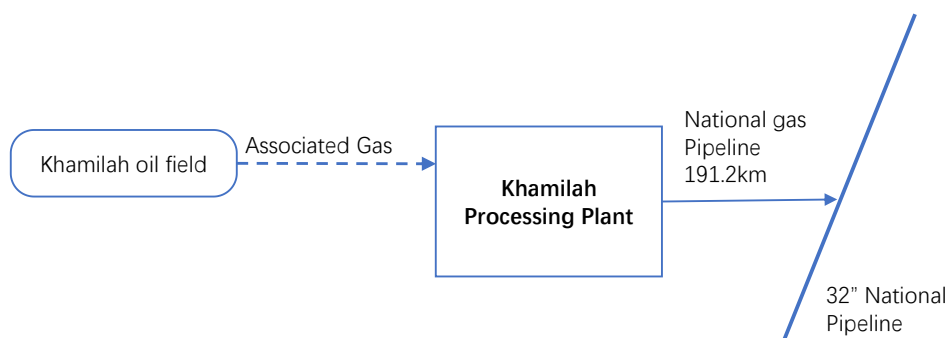 Khamilah oil field
Associated Gas
Khamilah
Processing Plant
National gas
Pipeline
191.2km
32” National
Pipeline